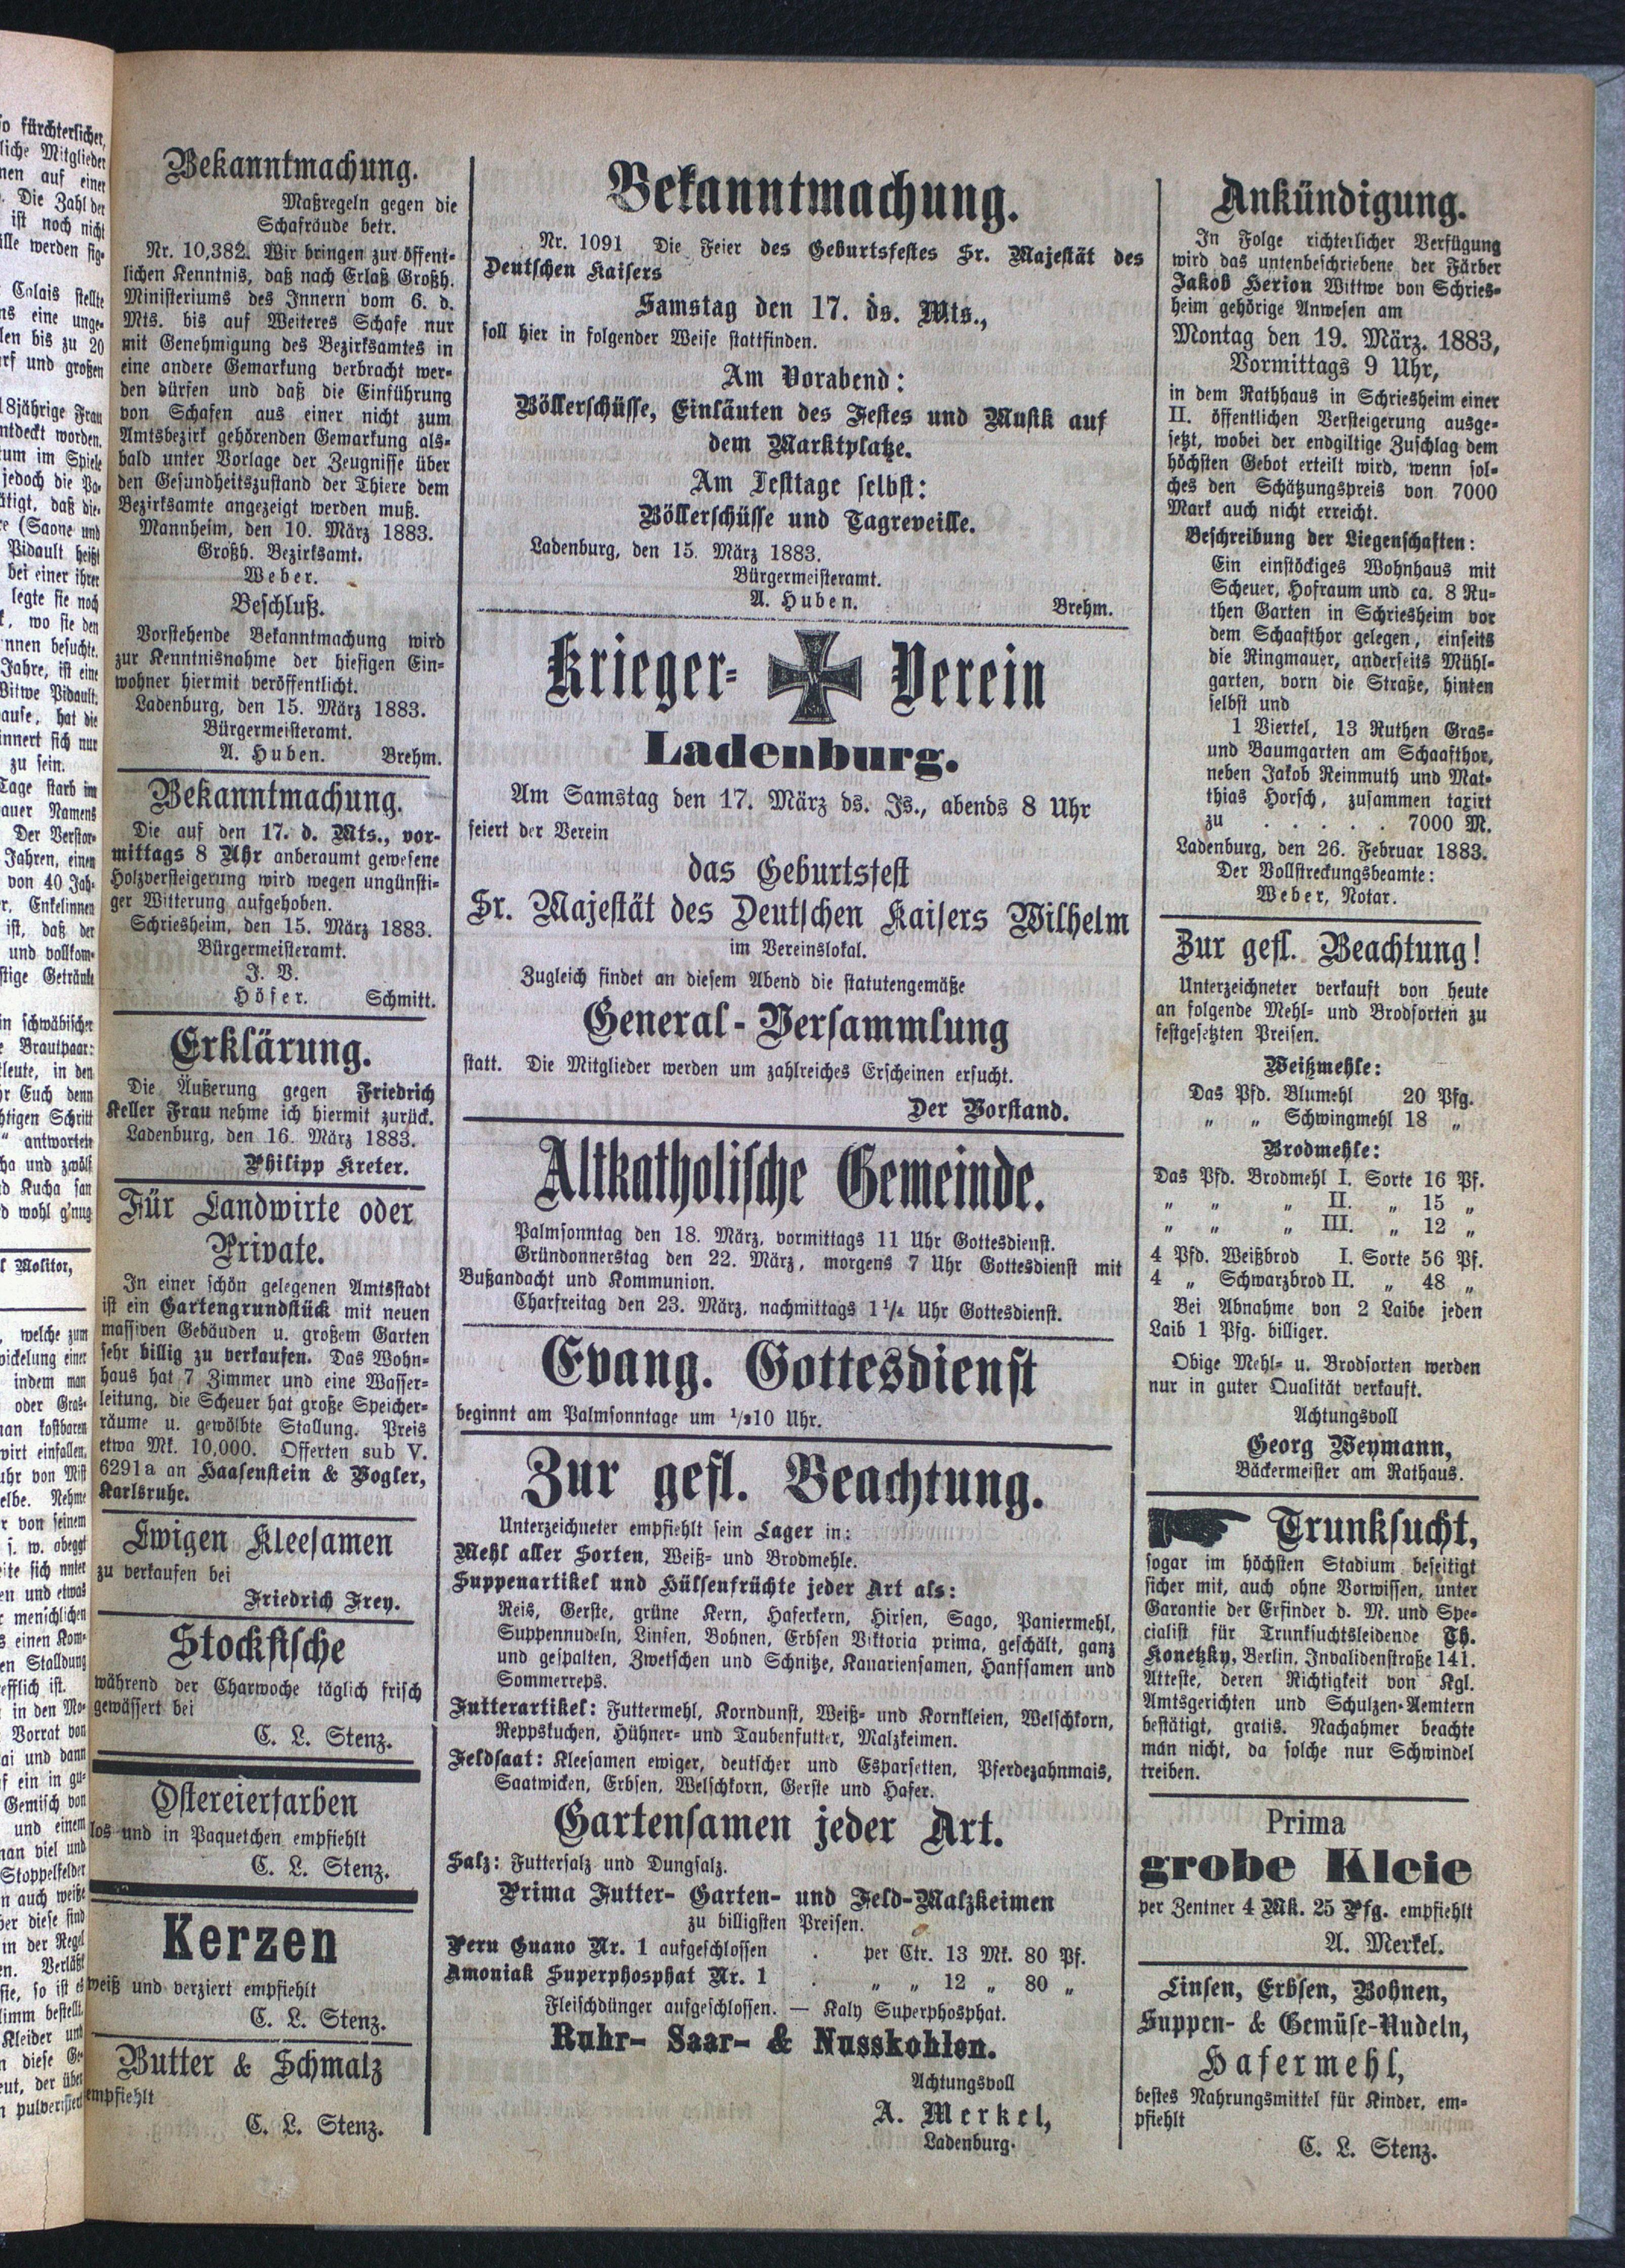 Bekanntmachung.
Maßregeln gegen die
Schafräude betr.
Nr. 10,382. Wir bringen zur öffent-
lichen Kenntnis, daß nach Erlaß Großh.
Ministeriums des Innern vom 6. d.
Mts. bis auf Weiteres Schafe nur
mit Genehmigung des Bezirksamtes in
eine andere Gemarkung verbracht wer-
den dürfen und daß die Einführung
von Schafen aus einer nicht zum
Amtsbezirk gehörenden Gemarkung als-
bald unter Vorlage der Zeugnisse über
den Gesundheitszustand der Thiere dem
Bezirksamte angezeigt werden muß.
Mannheim, den 10. März 1883.
Großh. Bezirksamt.
Weber.
Beschluß.
Vorstehende Bekanntmachung wird
zur Kenntnisnahme der hiesigen Ein-
wohner hiermit veröffentlicht.
Ladenburg, den 15. März 1883.
Bürgermeisteramt.
A. Huben. Brehm.
Bekanntmachung.
Die auf den 17. d. Mts., vor-
mittags 8 Uhr anberaumt gewesene
Holzversteigerung wird wegen ungünsti-
ger Witterung aufgehoben.
Schriesheim, den 15. März 1883.
Bürgermeisteramt.
J. V.
Höfer. Schmitt.
Erklärung.
Die Äußerung gegen Friedrich
Keller Frau nehme ich hiermit zurück.
Ladenburg, den 16. März 1883.
Philipp Kreter.
Für Landwirte oder
Private.
In einer schön gelegenen Amtsstadt
ist ein Gartengrundstück mit neuen
massiven Gebäuden u. großem Garten
sehr billig zu verkaufen. Das Wohn-
haus hat 7 Zimmer und eine Wasser-
leitung, die Scheuer hat große Speicher-
räume u. gewölbte Stallung. Preis
etwa Mk. 10,000. Offerten sub V.
6291a an Haasenstein & Vogler,
Karlsruhe.
Ewigen Kleesamen
zu verkaufen bei
Friedrich Frey.
Stockfische
während der Charwoche täglich frisch
gewässert bei
C. L. Stenz.
Ostereierfarben
los und in Paquetchen empfiehlt
C. L. Stenz.
Kerzen
weiß und verziert empfiehlt
C. L. Stenz.
Butter & Schmalz
empfiehlt
C. L. Stenz.
Bekanntmachung.
Nr. 1091 Die Feier des Geburtsfestes Sr. Majestät des
Deutschen Kaisers
Samstag den 17. ds. Mts.,
soll hier in folgender Weise stattfinden.
Am Vorabend:
Böllerschüsse, Einläuten des Festes und Musik auf
dem Marktplatze.
Am Festtage selbst:
Böllerschüsse und Tagreveille.
Ladenburg, den 15. März 1883.
Bürgermeisteramt.
A. Huben. Brehm.
Krieger- Verein
Ladenburg.
Am Samstag den 17. März ds. Js., abends 8 Uhr
feiert der Verein
das Geburtsfest
Sr. Majestät des Deutschen Kaisers Wilhelm
im Vereinslokal.
Zugleich findet an diesem Abend die statutengemäße
General-Versammlung
statt. Die Mitglieder werden um zahlreiches Erscheinen ersucht.
Der Vorstand.
Altkatholische Gemeinde.
Palmsonntag den 18. März, vormittags 11 Uhr Gottesdienst.
Gründonnerstag den 22. März, morgens 7 Uhr Gottesdienst mit
Bußandacht und Kommunion.
Charfreitag den 23. März, nachmittags 1 1/4 Uhr Gottesdienst.
Evang. Gottesdienst
beginnt am Palmsonntage um 1/2 10 Uhr.
Zur gefl. Beachtung.
Unterzeichneter empfiehlt sein Lager in:
Mehl aller Sorten, Weiß- und Brodmehle.
Suppenartikel und Hülsenfrüchte jeder Art als:
Reis, Gerste, grüne Kern, Haferkern, Hirsen, Sago, Paniermehl,
Suppennudeln, Linsen, Bohnen, Erbsen Viktoria prima, geschält, ganz
und gespalten, Zwetschen und Schnitze, Kanariensamen, Hanfsamen und
Sommerreps.
Futterartikel: Futtermehl, Korndunst, Weiß- und Kornkleien, Welschkorn,
Reppskuchen, Hühner- und Taubenfutter, Malzkeimen.
Feldsaat: Kleesamen ewiger, deutscher und Esparsetten, Pferdezahnmais,
Saatwicken, Erbsen, Welschkorn, Gerste und Hafer.
Gartensamen jeder Art.
Salz: Futtersalz und Dungsalz.
Prima Futter- Garten- und Feld-Malzkeimen
zu billigsten Preisen.
Peru Guano Nr. 1 aufgeschlossen . per Ctr. 13 Mk. 80 Pf.
Amoniak Superphosphat Nr. 1 . „ „ 12 „ 80 „
Fleischdünger aufgeschlossen. — Kaly Superphosphat.
Ruhr- Saar- & Nusskohlen.
Achtungsvoll
A. Merkel,
Ladenburg.
Ankündigung.
In Folge richterlicher Verfügung
wird das untenbeschriebene der Färber
Jakob Herion Wittwe von Schries-
heim gehörige Anwesen am
Montag den 19. März. 1883,
Vormittags 9 Uhr,
in dem Rathhaus in Schriesheim einer
II. öffentlichen Versteigerung ausge-
setzt, wobei der endgiltige Zuschlag dem
höchsten Gebot erteilt wird, wenn sol-
ches den Schätzungspreis von 7000
Mark auch nicht erreicht.
Beschreibung der Liegenschaften:
Ein einstöckiges Wohnhaus mit
Scheuer, Hofraum und ca. 8 Ru-
then Garten in Schriesheim vor
dem Schaafthor gelegen, einseits
die Ringmauer, anderseits Mühl-
garten, vorn die Straße, hinten
selbst und
1 Viertel, 13 Ruthen Gras-
und Baumgarten am Schaafthor,
neben Jakob Reinmuth und Mat-
thias Horsch, zusammen taxirt
zu . . . . . 7000 M.
Ladenburg, den 26. Februar 1883.
Der Vollstreckungsbeamte:
Weber, Notar.
Zur gefl. Beachtung!
Unterzeichneter verkauft von heute
an folgende Mehl- und Brodsorten zu
festgesetzten Preisen.
Weißmehle:
Das Pfd. Blumehl 20 Pfg.
„ „ Schwingmehl 18 „
Brodmehle:
Das Pfd. Brodmehl I. Sorte 16 Pf.
„ „ „ II. „ 15 „
„ „ „ III. „ 12 „
4 Pfd. Weißbrod I. Sorte 56 Pf.
4 „ Schwarzbrod II. „ 48 „
Bei Abnahme von 2 Laibe jeden
Laib 1 Pfg. billiger.
Obige Mehl- u. Brodsorten werden
nur in guter Qualität verkauft.
Achtungsvoll
Georg Weymann,
Bäckermeister am Rathaus.
Trunksucht,
sogar im höchsten Stadium beseitigt
sicher mit, auch ohne Vorwissen, unter
Garantie der Erfinder d. M. und Spe-
cialist für Trunksuchtsleidende Th.
Konetzky, Berlin, Invalidenstraße 141.
Atteste, deren Richtigkeit von Kgl.
Amtsgerichten und Schulzen-Aemtern
bestätigt, gratis. Nachahmer beachte
man nicht, da solche nur Schwindel
treiben.
Prima
grobe Kleie
per Zentner 4 Mk. 25 Pfg. empfiehlt
A. Merkel.
Linsen, Erbsen, Bohnen,
Suppen- & Gemüse-Nudeln,
Hafermehl,
bestes Nahrungsmittel für Kinder, em-
pfiehlt
C. L. Stenz.